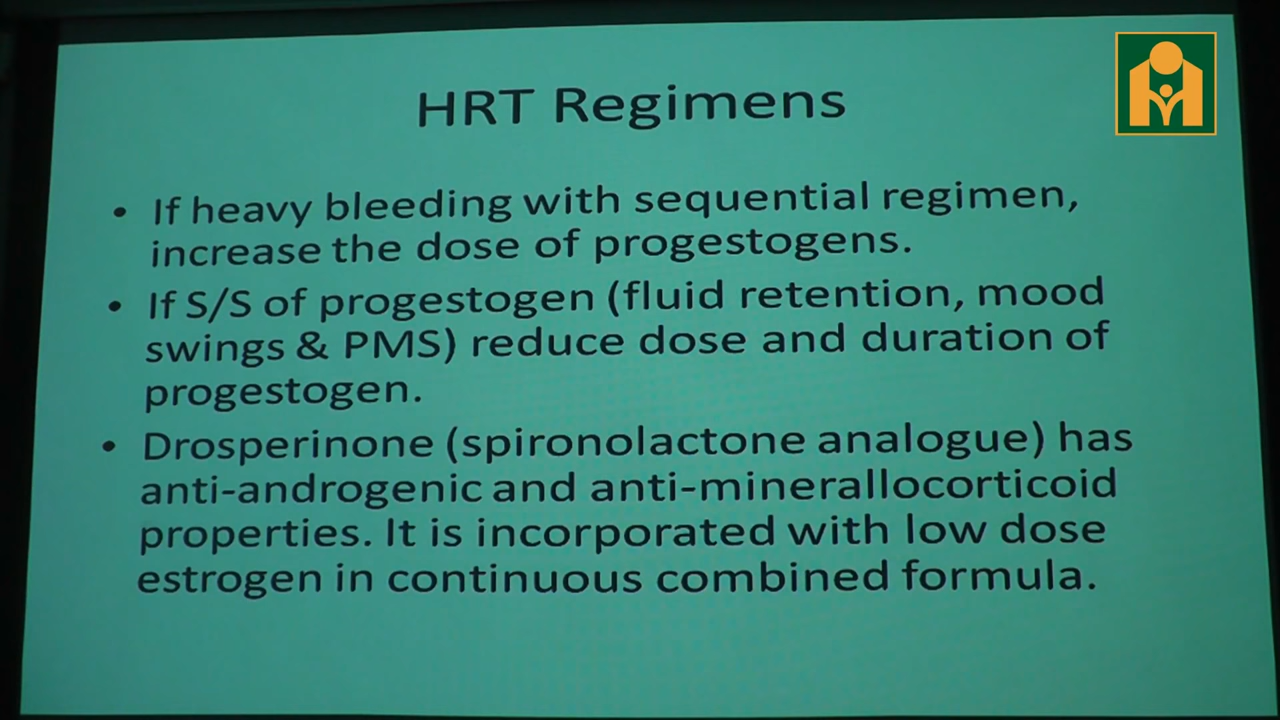 HRT Regimens
• If heavy bleeding with sequential regimen,
increase the dose of progestogens.
• If S/S of progestogen (fluid retention, mood
swings & PMS) reduce dose and duration of
progestogen.
• Drosperinone (spironolactone analogue) has
anti-androgenic and anti-minerallocorticoid
properties. It is incorporated with low dose
estrogen in continuous combined formula.